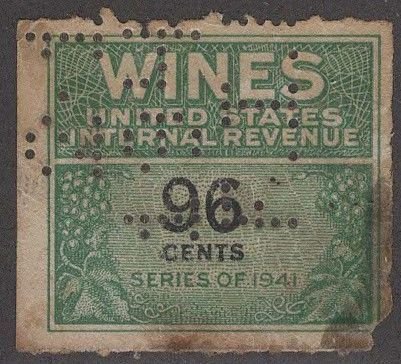 WINES
UNITED STATES
INTERNAL REVENUE
96
CENTS
SERIES OF 1941